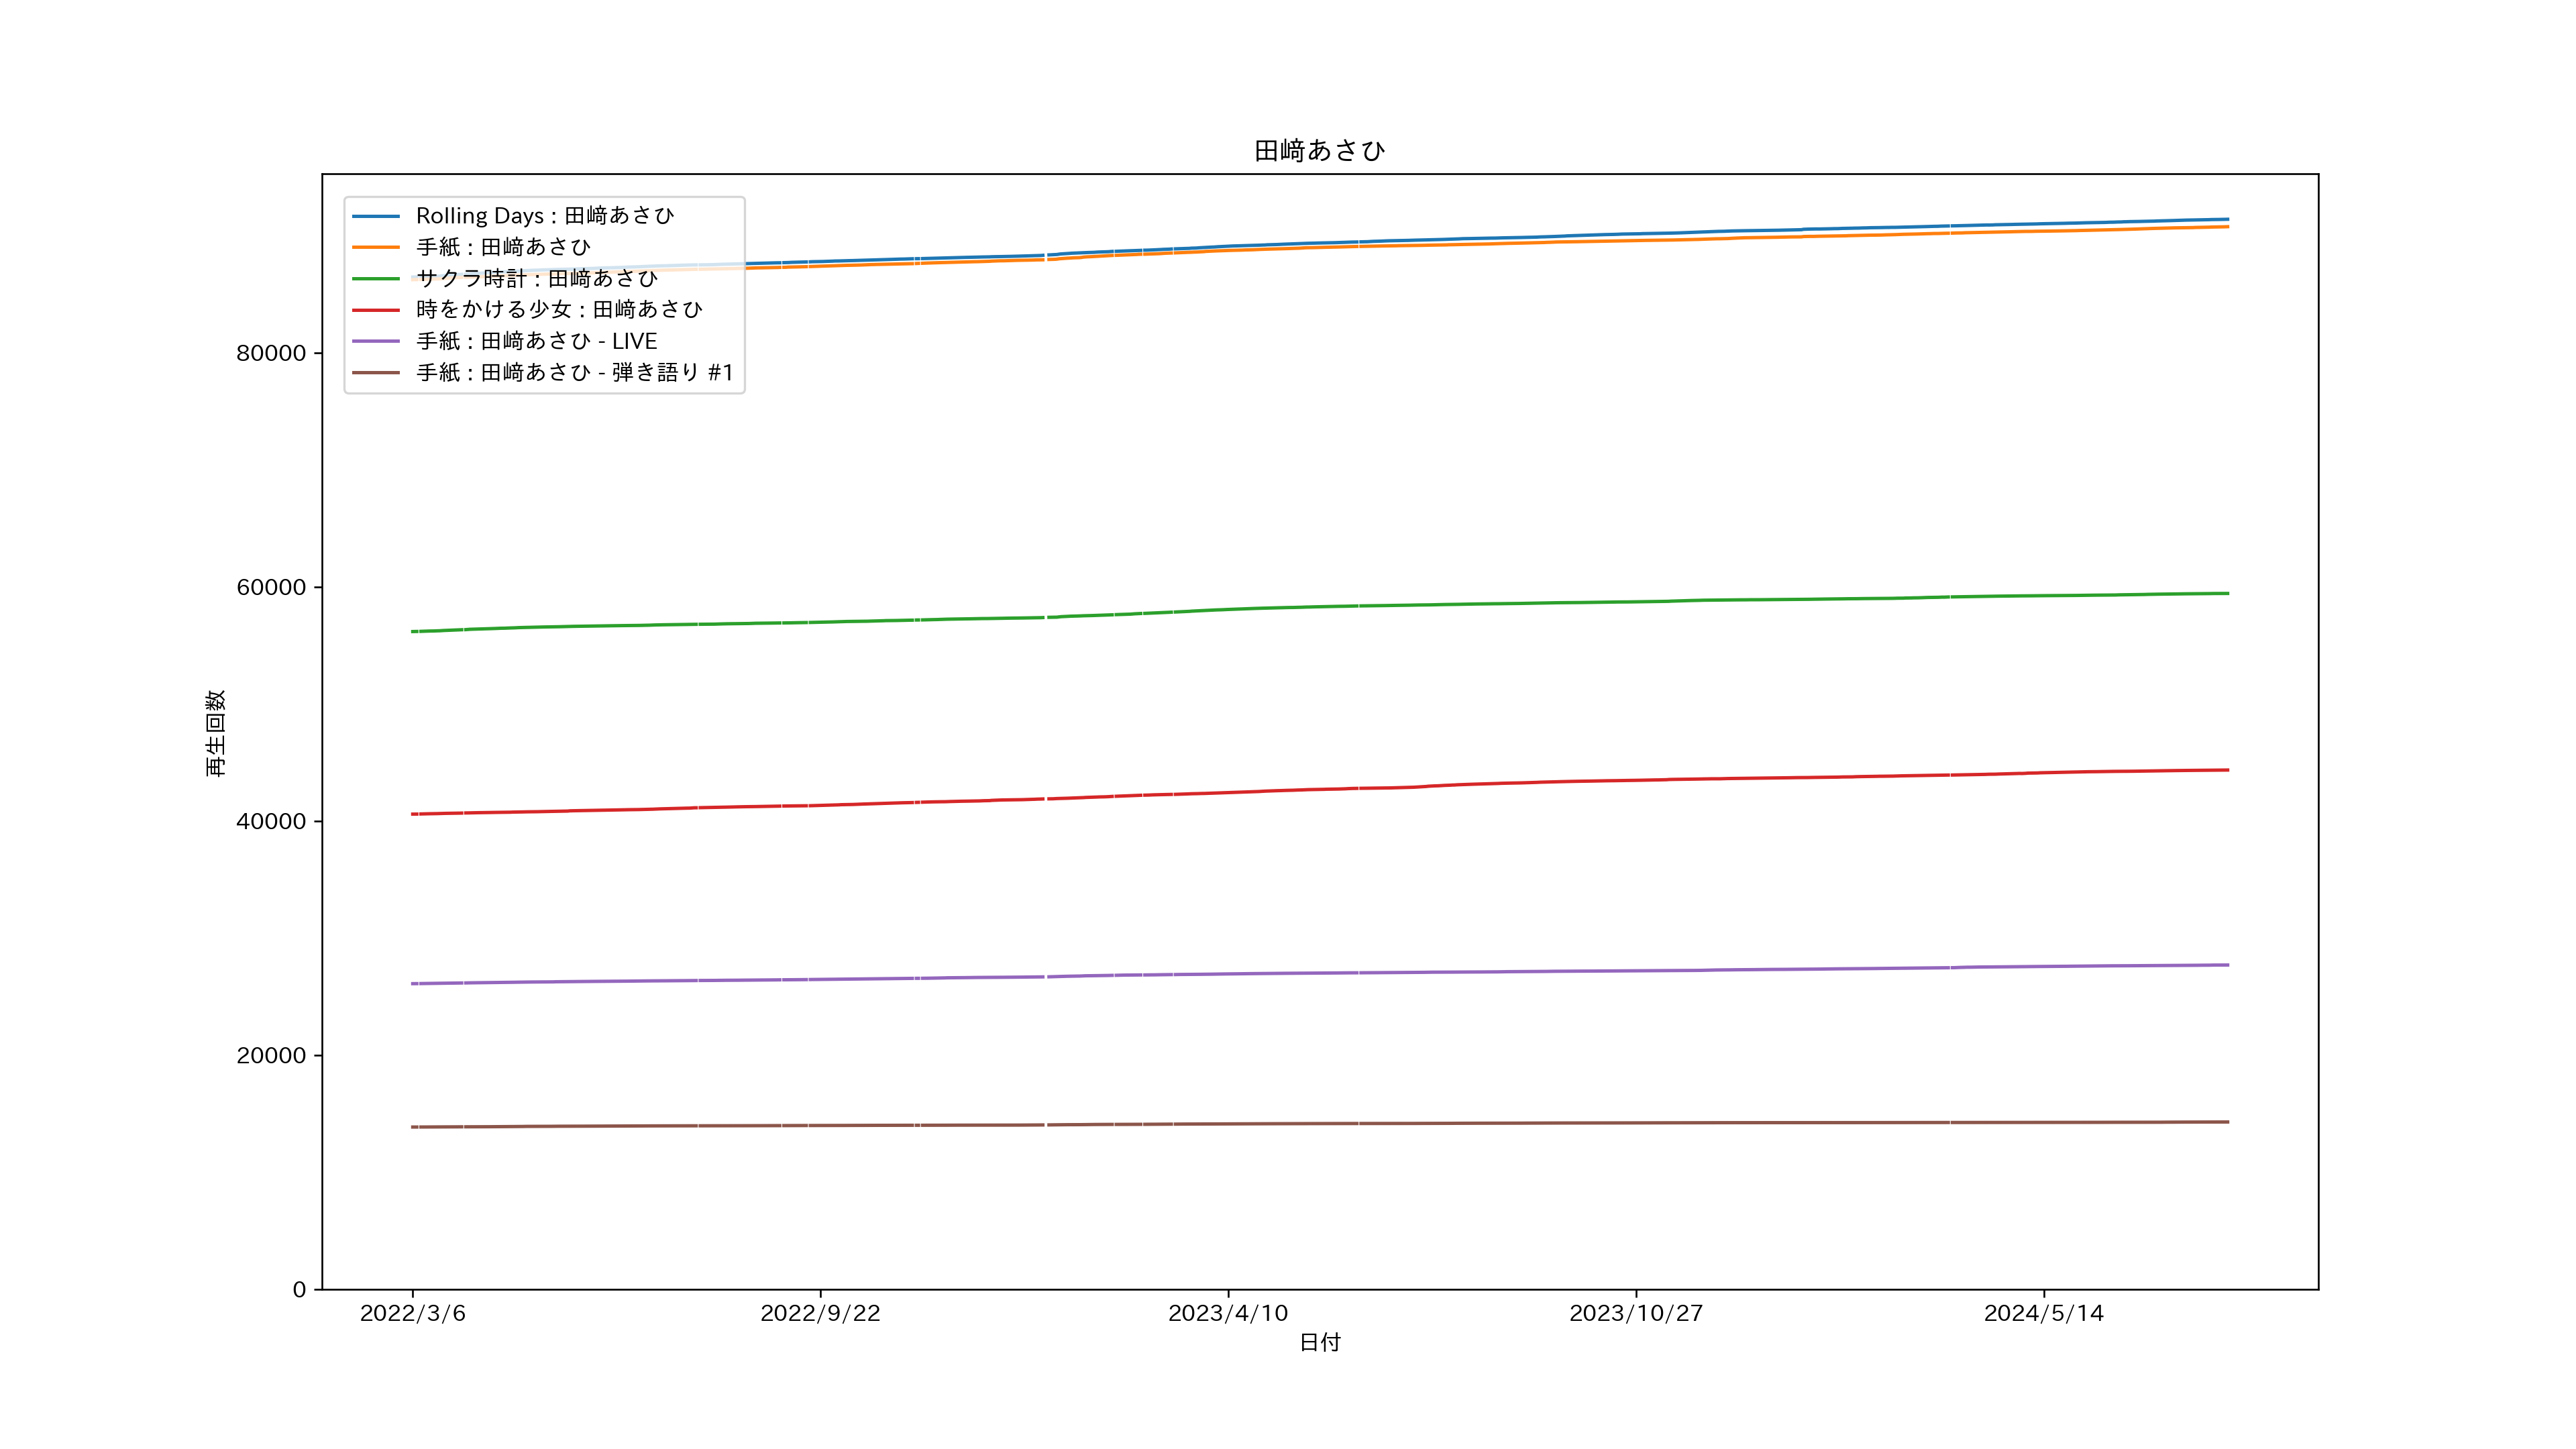 田﨑あさひ
Rolling Days : 田﨑あさひ
手紙 : 田﨑あさひ
サクラ時計 : 田﨑あさひ
時をかける少女 : 田﨑あさひ
手紙 : 田﨑あさひ - LIVE
手紙 : 田﨑あさひ - 弾き語り #1
再生回数
80000
60000
40000
20000
0
2022/3/6 2022/9/22 2023/4/10 2023/10/27 2024/5/14
日付